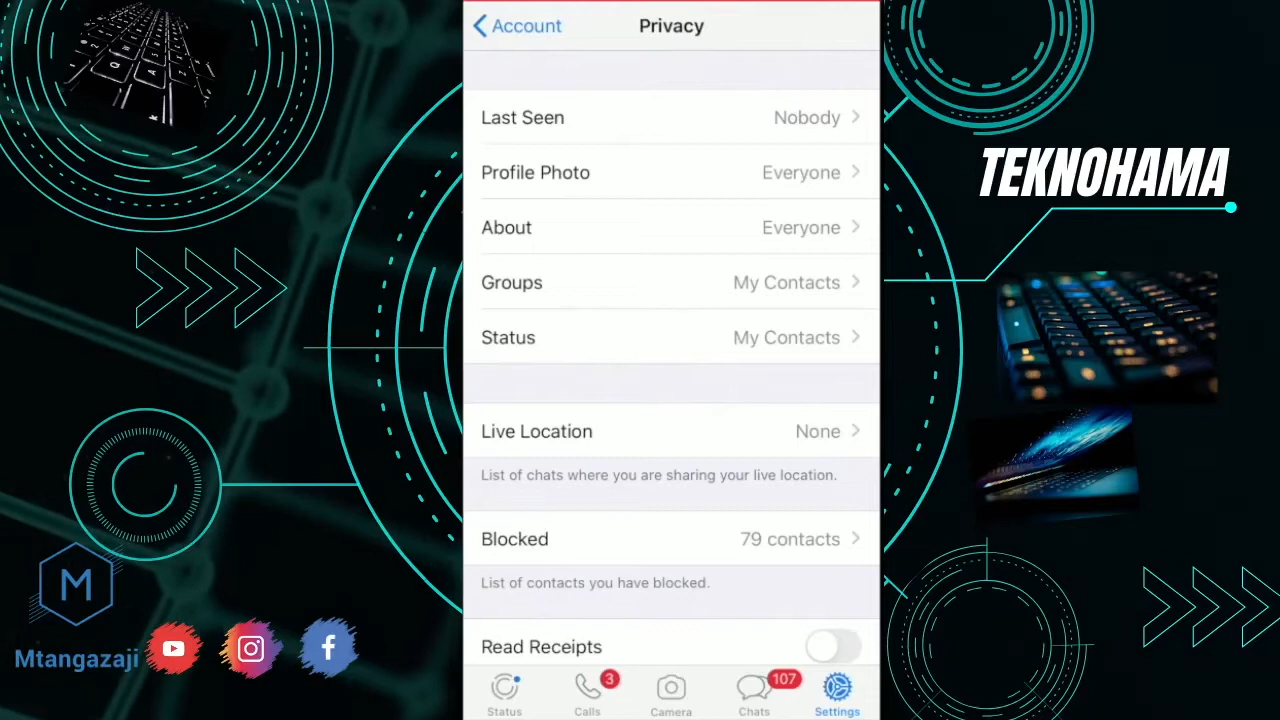 Account
Privacy
Last Seen
Nobody
Profile Photo
Everyone
About
Everyone
Groups
My Contacts
Status
My Contacts
Live Location
None
List of chats where you are sharing your live location.
Blocked
79 contacts
List of contacts you have blocked.
Read Receipts
Status
3
Calls
Camera
107
Chats
Settings
TEKNOHAMA
M
Mtangazaji